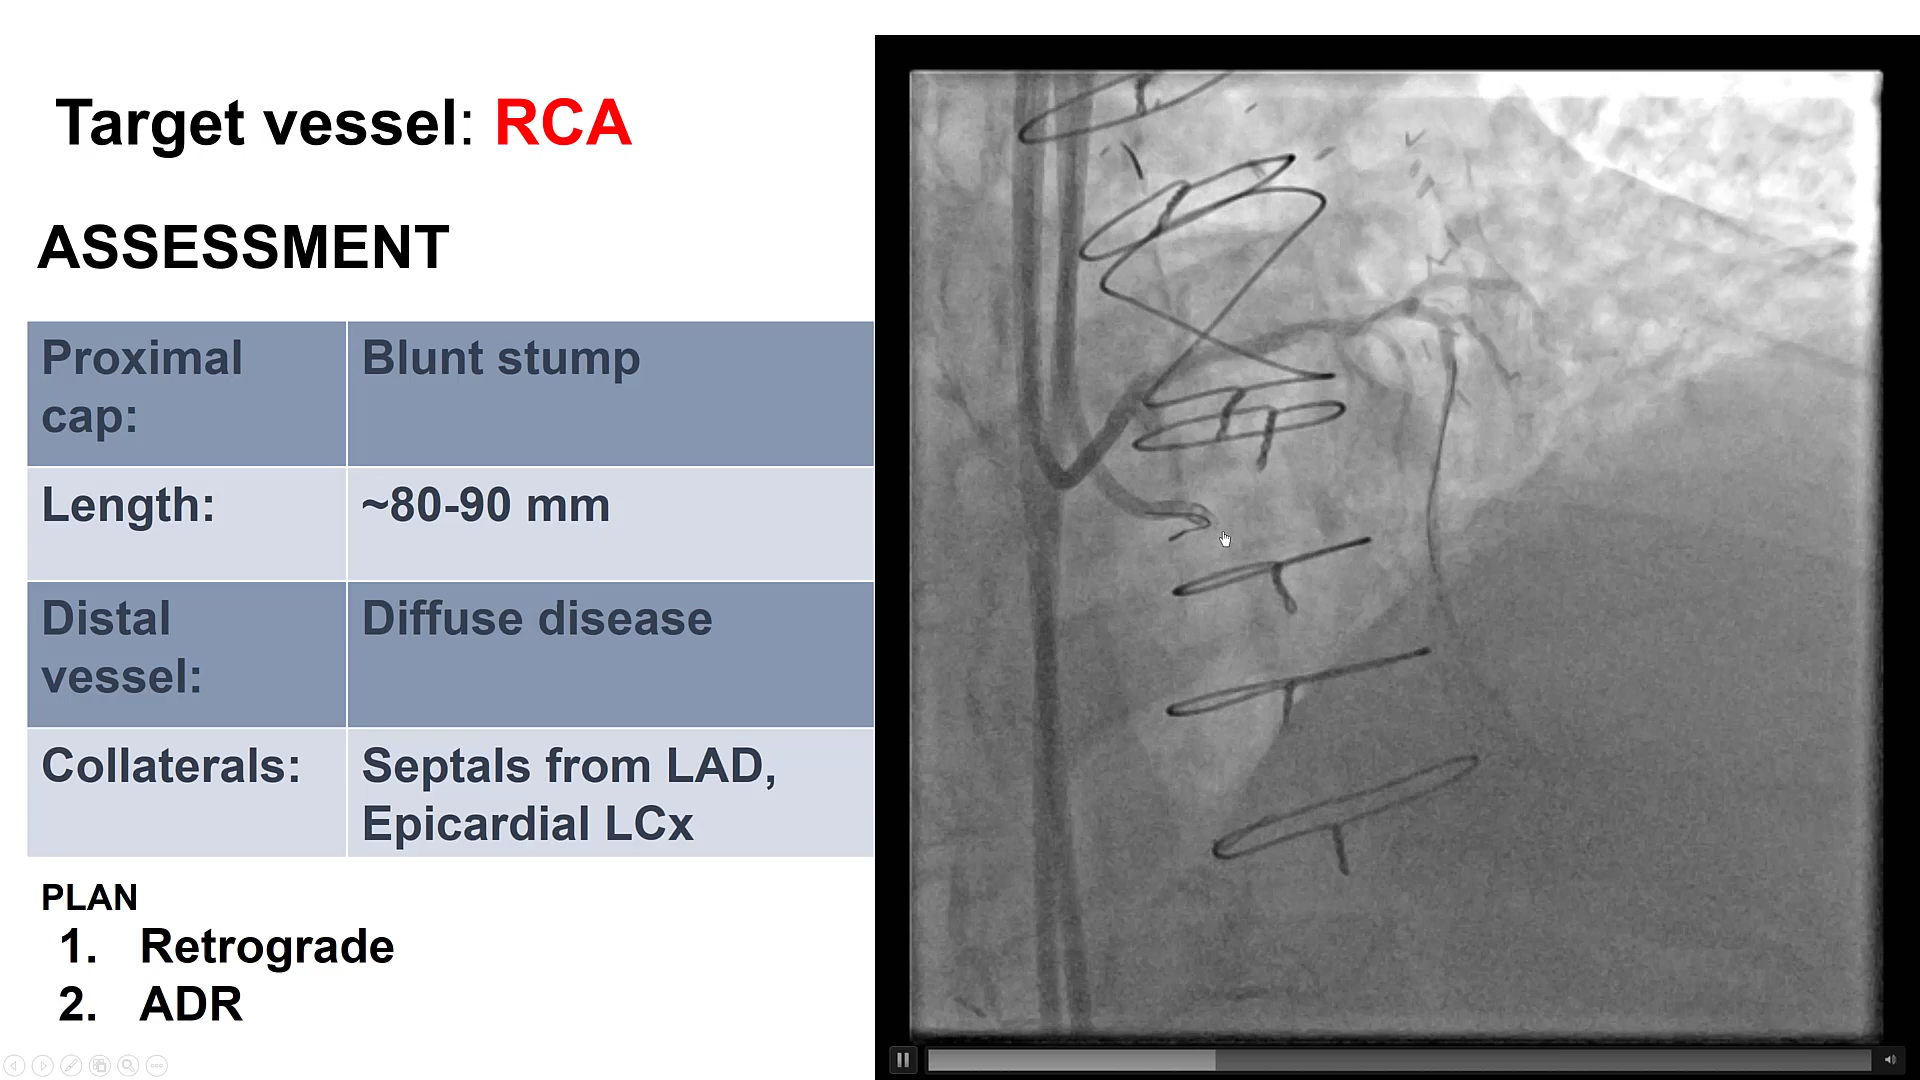 Target vessel: RCA
ASSESSMENT
Proximal cap:
Blunt stump
Length:
~80-90 mm
Distal vessel:
Diffuse disease
Collaterals:
Septals from LAD,
Epicardial LCx
PLAN
1. Retrograde
2. ADR